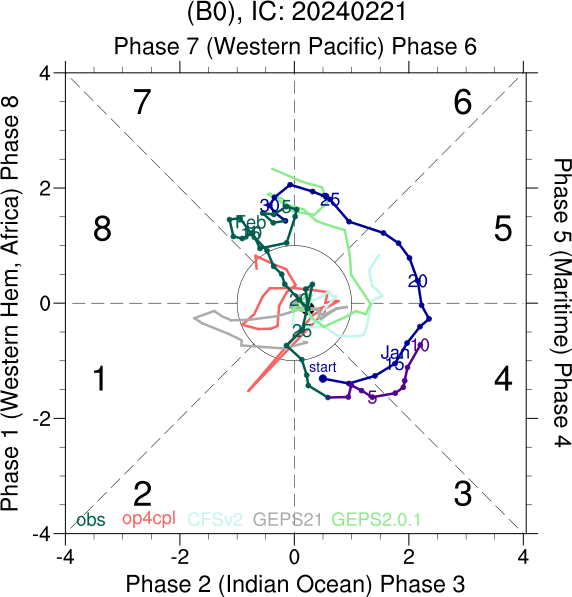 (B0), IC: 20240221
Phase 7 (Western Pacific) Phase 6
Phase 1 (Western Hem, Africa) Phase 8
Phase 5 (Maritime) Phase 4
4
2
0
-2
-4
7
6
8
5
1
4
2
3
30
5
25
Feb
10
20
25
20
Jan
10
15
start
5
obs op4cpl CFSv2 GEPS21 GEPS2.0.1
-4 -2 0 2 4
Phase 2 (Indian Ocean) Phase 3